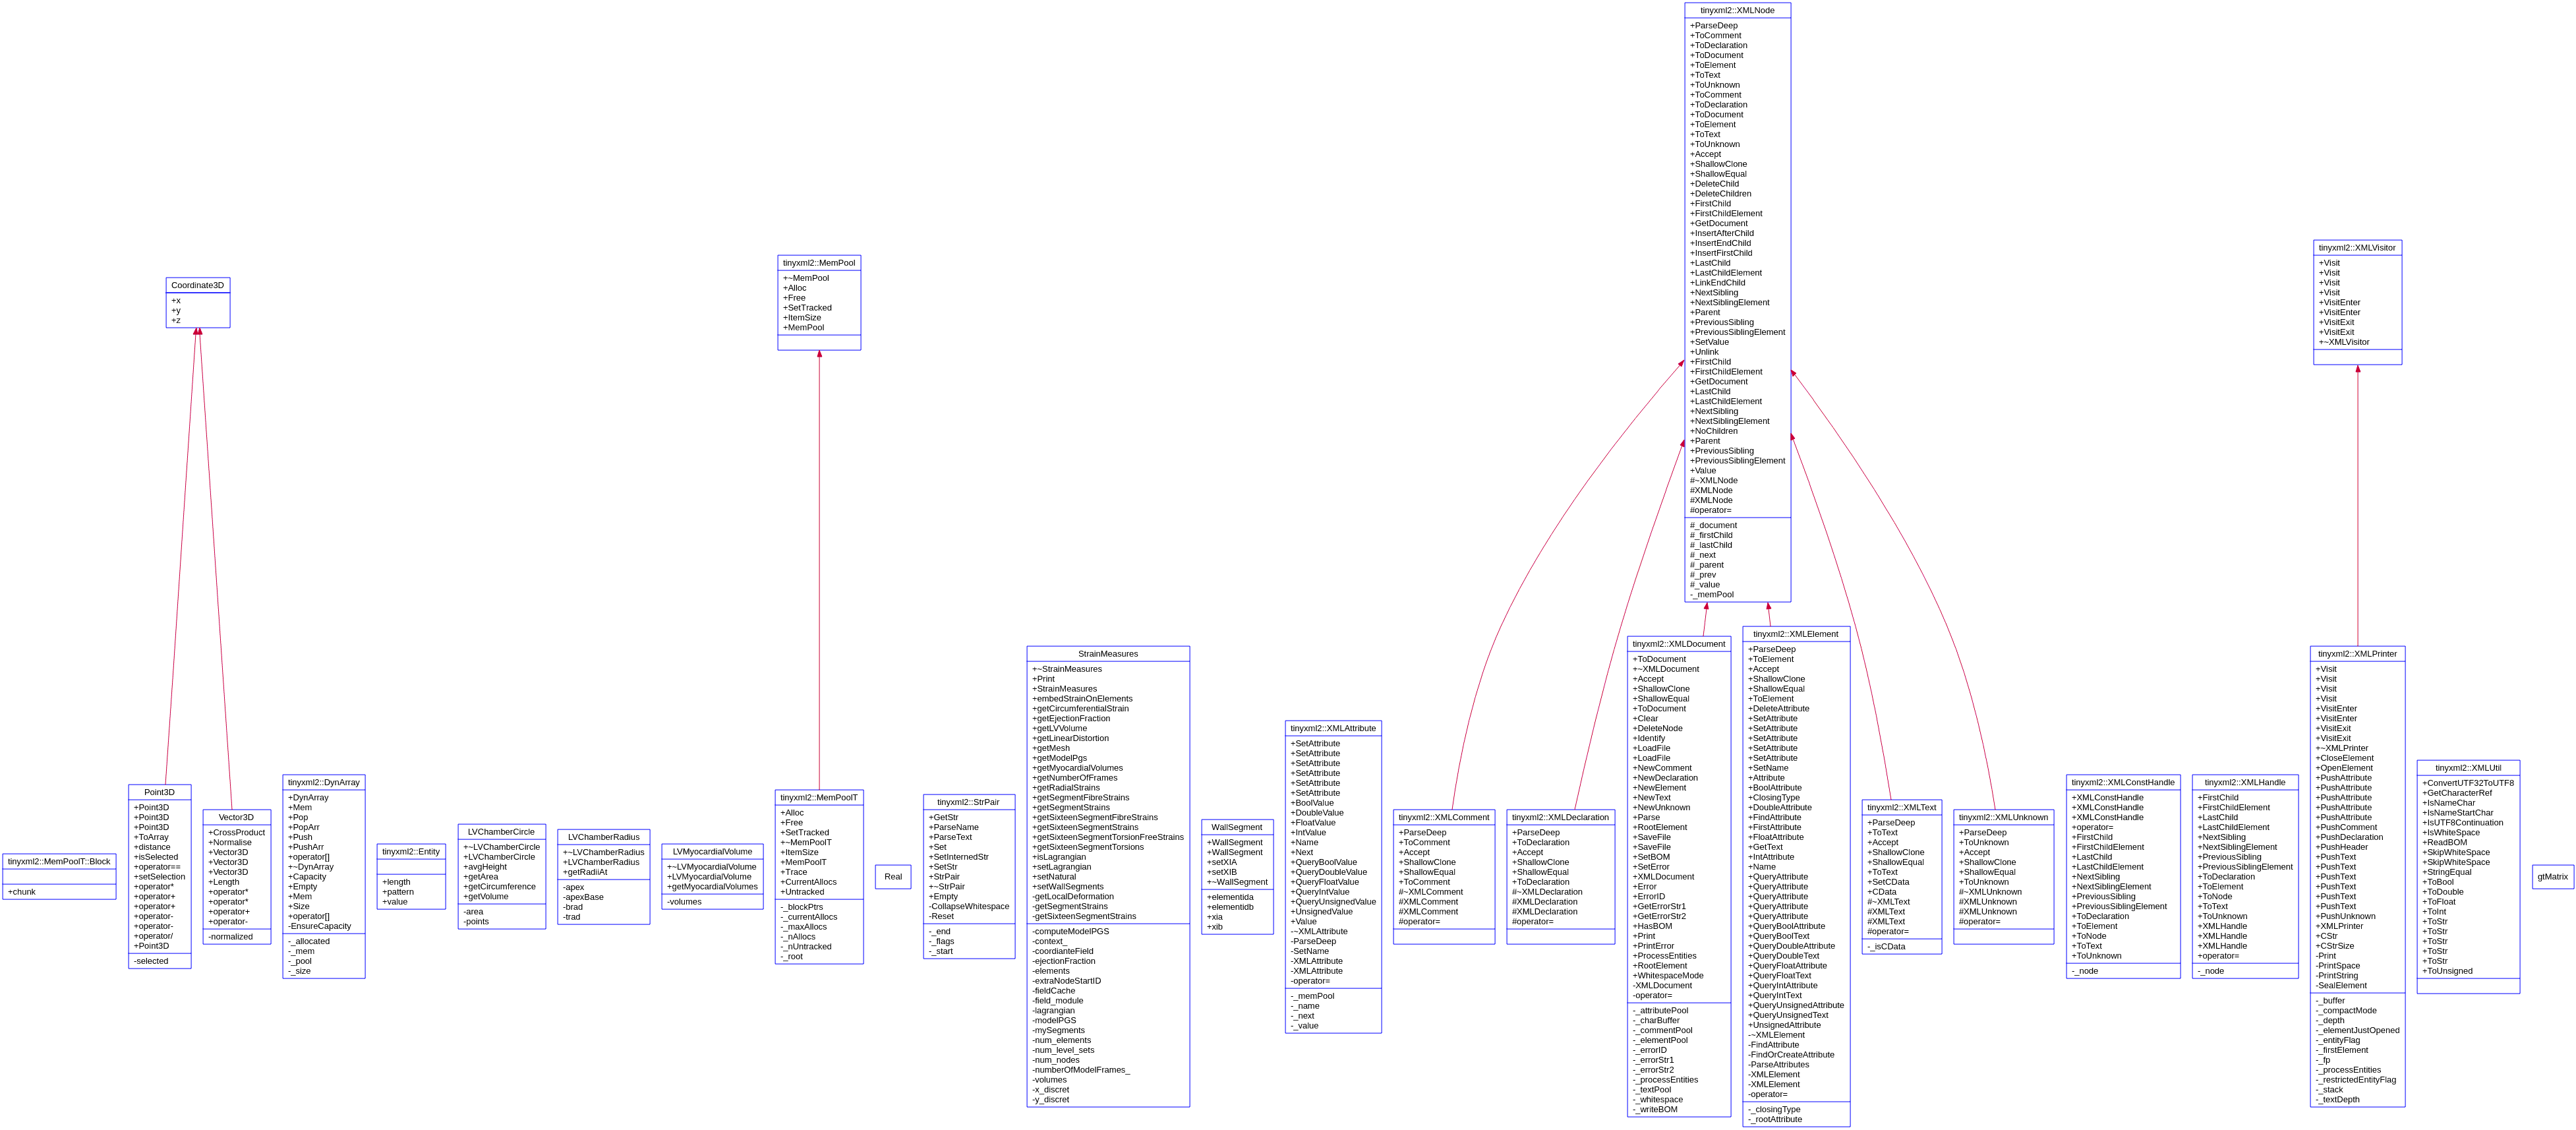 tinyxml2::XMLNode
+ParseDeep
+ToComment
+ToDeclaration
+ToDocument
+ToElement
+ToText
+ToUnknown
+ToComment
+ToDeclaration
+ToDocument
+ToElement
+ToText
+ToUnknown
+Accept
+ShallowClone
+ShallowEqual
+DeleteChild
+DeleteChildren
+FirstChild
+FirstChildElement
+GetDocument
+InsertAfterChild
+InsertEndChild
+InsertFirstChild
+LastChild
+LastChildElement
+LinkEndChild
+NextSibling
+NextSiblingElement
+Parent
+PreviousSibling
+PreviousSiblingElement
+SetValue
+Unlink
+FirstChild
+FirstChildElement
+GetDocument
+LastChild
+LastChildElement
+NextSibling
+NextSiblingElement
+NoChildren
+Parent
+PreviousSibling
+PreviousSiblingElement
+Value
#~XMLNode
#XMLNode
#XMLNode
#operator=
#_document
#_firstChild
#_lastChild
#_next
#_parent
#_prev
#_value
-_memPool
tinyxml2::XMLVisitor
+Visit
+Visit
+Visit
+Visit
+VisitEnter
+VisitEnter
+VisitExit
+VisitExit
+~XMLVisitor
tinyxml2::MemPool
+~MemPool
+Alloc
+Free
+SetTracked
+ItemSize
+MemPool
Coordinate3D
+x
+y
+z
tinyxml2::MemPoolT::Block
+chunk
Point3D
+Point3D
+Point3D
+Point3D
+ToArray
+distance
+isSelected
+operator==
+setSelection
+operator*
+operator+
+operator+
+operator-
+operator-
+operator/
+Point3D
-selected
Vector3D
+CrossProduct
+Normalise
+Vector3D
+Vector3D
+Vector3D
+Length
+operator*
+operator*
+operator+
+operator-
-normalized
tinyxml2::DynArray
+DynArray
+Mem
+Pop
+PopArr
+Push
+PushArr
+operator[]
+~DynArray
+Capacity
+Empty
+Mem
+Size
+operator[]
-EnsureCapacity
-_allocated
-_mem
-_pool
-_size
tinyxml2::Entity
+length
+pattern
+value
LVChamberCircle
+~LVChamberCircle
+LVChamberCircle
+avgHeight
+getArea
+getCircumference
+getVolume
-area
-points
LVChamberRadius
+~LVChamberRadius
+LVChamberRadius
+getRadiiAt
-apex
-apexBase
-brad
-trad
LVMyocardialVolume
+~LVMyocardialVolume
+LVMyocardialVolume
+getMyocardialVolumes
-volumes
tinyxml2::MemPoolT
+Alloc
+Free
+SetTracked
+~MemPoolT
+ItemSize
+MemPoolT
+Trace
+CurrentAllocs
+Untracked
-_blockPtrs
-_currentAllocs
-_maxAllocs
-_nAllocs
-_nUntracked
-_root
Real
tinyxml2::StrPair
+GetStr
+ParseName
+ParseText
+Set
+SetInternedStr
+SetStr
+StrPair
+~StrPair
+Empty
-CollapseWhitespace
-Reset
-_end
-_flags
-_start
StrainMeasures
+~StrainMeasures
+Print
+StrainMeasures
+embedStrainOnElements
+getCircumferentialStrain
+getEjectionFraction
+getLVVolume
+getLinearDistortion
+getMesh
+getModelPgs
+getMyocardialVolumes
+getNumberOfFrames
+getRadialStrains
+getSegmentFibreStrains
+getSegmentStrains
+getSixteenSegmentFibreStrains
+getSixteenSegmentStrains
+getSixteenSegmentTorsionFreeStrains
+getSixteenSegmentTorsions
+isLagrangian
+setLagrangian
+setNatural
+setWallSegments
-getLocalDeformation
-getSegmentStrains
-getSixteenSegmentStrains
-computeModelPGS
-context_
-coordianteField
-ejectionFraction
-elements
-extraNodeStartID
-fieldCache
-field_module
-lagrangian
-modelPGS
-mySegments
-num_elements
-num_level_sets
-num_nodes
-numberOfModelFrames_
-volumes
-x_discret
-y_discret
WallSegment
+WallSegment
+WallSegment
+setXIA
+setXIB
+~WallSegment
+elementida
+elementidb
+xia
+xib
tinyxml2::XMLAttribute
+SetAttribute
+SetAttribute
+SetAttribute
+SetAttribute
+SetAttribute
+SetAttribute
+BoolValue
+DoubleValue
+FloatValue
+IntValue
+Name
+Next
+QueryBoolValue
+QueryDoubleValue
+QueryFloatValue
+QueryIntValue
+QueryUnsignedValue
+UnsignedValue
+Value
-~XMLAttribute
-ParseDeep
-SetName
-XMLAttribute
-XMLAttribute
-operator=
-_memPool
-_name
-_next
-_value
tinyxml2::XMLComment
+ParseDeep
+ToComment
+Accept
+ShallowClone
+ShallowEqual
+ToComment
#~XMLComment
#XMLComment
#XMLComment
#operator=
tinyxml2::XMLDeclaration
+ParseDeep
+ToDeclaration
+Accept
+ShallowClone
+ShallowEqual
+ToDeclaration
#~XMLDeclaration
#XMLDeclaration
#XMLDeclaration
#operator=
tinyxml2::XMLDocument
+ToDocument
+~XMLDocument
+Accept
+ShallowClone
+ShallowEqual
+ToDocument
+Clear
+DeleteNode
+Identify
+LoadFile
+LoadFile
+NewComment
+NewDeclaration
+NewElement
+NewText
+NewUnknown
+Parse
+RootElement
+SaveFile
+SaveFile
+SetBOM
+SetError
+XMLDocument
+Error
+ErrorID
+GetErrorStr1
+GetErrorStr2
+HasBOM
+Print
+PrintError
+ProcessEntities
+RootElement
+WhitespaceMode
-XMLDocument
-operator=
-_attributePool
-_charBuffer
-_commentPool
-_elementPool
-_errorID
-_errorStr1
-_errorStr2
-_processEntities
-_textPool
-_whitespace
-_writeBOM
tinyxml2::XMLElement
+ParseDeep
+ToElement
+Accept
+ShallowClone
+ShallowEqual
+ToElement
+DeleteAttribute
+SetAttribute
+SetAttribute
+SetAttribute
+SetAttribute
+SetAttribute
+SetName
+Attribute
+BoolAttribute
+ClosingType
+DoubleAttribute
+FindAttribute
+FirstAttribute
+FloatAttribute
+GetText
+IntAttribute
+Name
+QueryAttribute
+QueryAttribute
+QueryAttribute
+QueryAttribute
+QueryAttribute
+QueryBoolAttribute
+QueryBoolText
+QueryDoubleAttribute
+QueryDoubleText
+QueryFloatAttribute
+QueryFloatText
+QueryIntAttribute
+QueryIntText
+QueryUnsignedAttribute
+QueryUnsignedText
+UnsignedAttribute
-~XMLElement
-FindAttribute
-FindOrCreateAttribute
-ParseAttributes
-XMLElement
-XMLElement
-operator=
-_closingType
-_rootAttribute
tinyxml2::XMLText
+ParseDeep
+ToText
+Accept
+ShallowClone
+ShallowEqual
+ToText
+SetCData
+CData
#~XMLText
#XMLText
#XMLText
#operator=
-_isCData
tinyxml2::XMLUnknown
+ParseDeep
+ToUnknown
+Accept
+ShallowClone
+ShallowEqual
+ToUnknown
#~XMLUnknown
#XMLUnknown
#XMLUnknown
#operator=
tinyxml2::XMLConstHandle
+XMLConstHandle
+XMLConstHandle
+XMLConstHandle
+operator=
+FirstChild
+FirstChildElement
+LastChild
+LastChildElement
+NextSibling
+NextSiblingElement
+PreviousSibling
+PreviousSiblingElement
+ToDeclaration
+ToElement
+ToNode
+ToText
+ToUnknown
-_node
tinyxml2::XMLHandle
+FirstChild
+FirstChildElement
+LastChild
+LastChildElement
+NextSibling
+NextSiblingElement
+PreviousSibling
+PreviousSiblingElement
+ToDeclaration
+ToElement
+ToNode
+ToText
+ToUnknown
+XMLHandle
+XMLHandle
+XMLHandle
+operator=
-_node
tinyxml2::XMLPrinter
+Visit
+Visit
+Visit
+Visit
+VisitEnter
+VisitEnter
+VisitExit
+VisitExit
+~XMLPrinter
+CloseElement
+OpenElement
+PushAttribute
+PushAttribute
+PushAttribute
+PushAttribute
+PushAttribute
+PushComment
+PushDeclaration
+PushHeader
+PushText
+PushText
+PushText
+PushText
+PushText
+PushText
+PushUnknown
+XMLPrinter
+CStr
+CStrSize
-Print
-PrintSpace
-PrintString
-SealElement
-_buffer
-_compactMode
-_depth
-_elementJustOpened
-_entityFlag
-_firstElement
-_fp
-_processEntities
-_restrictedEntityFlag
-_stack
-_textDepth
tinyxml2::XMLUtil
+ConvertUTF32ToUTF8
+GetCharacterRef
+IsNameChar
+IsNameStartChar
+IsUTF8Continuation
+IsWhiteSpace
+ReadBOM
+SkipWhiteSpace
+SkipWhiteSpace
+StringEqual
+ToBool
+ToDouble
+ToFloat
+ToInt
+ToStr
+ToStr
+ToStr
+ToStr
+ToStr
+ToUnsigned
gtMatrix